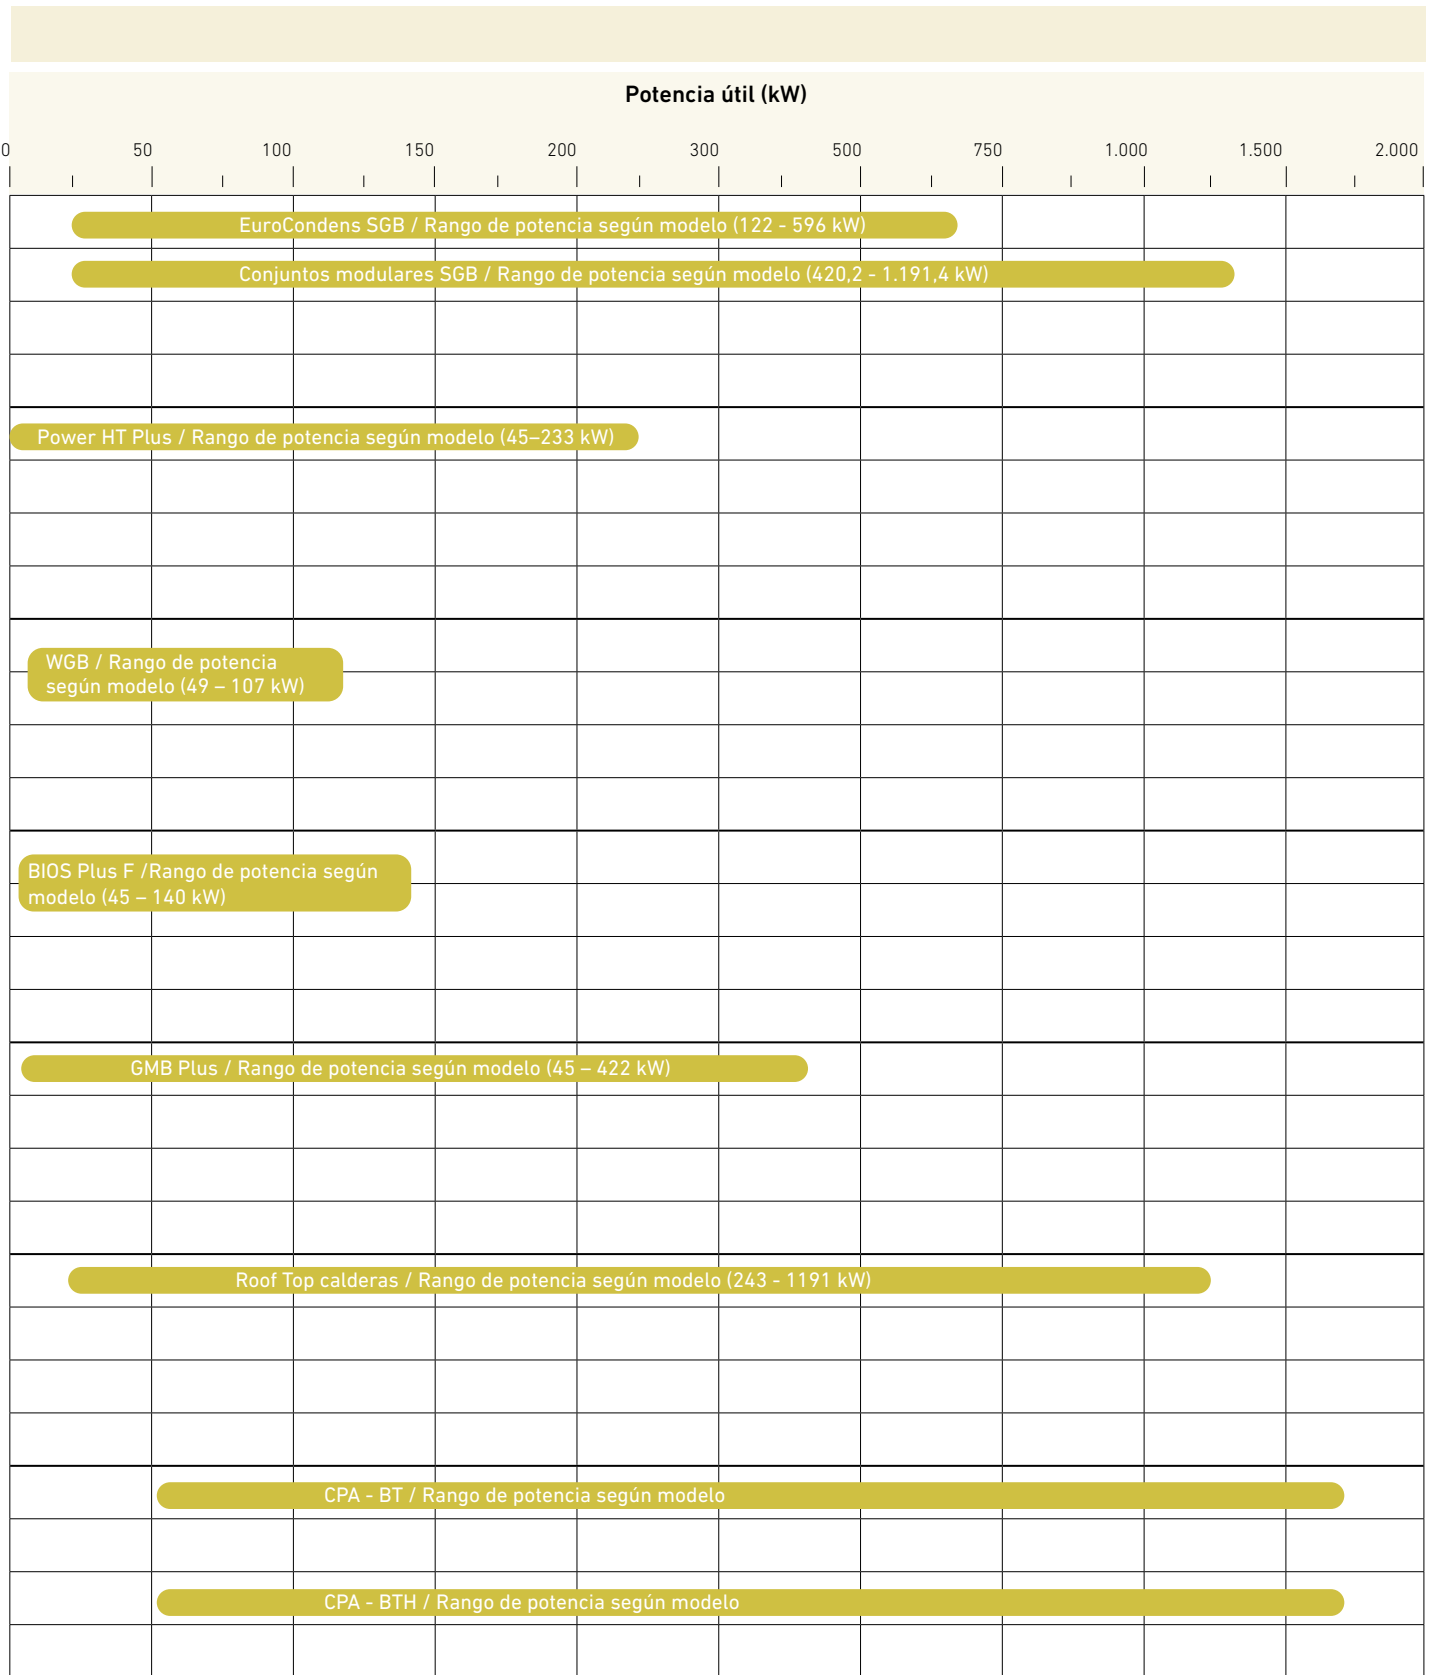 Potencia útil (kW)
0 50 100 150 200 300 500 750 1.000 1.500 2.000
EuroCondens SGB / Rango de potencia según modelo (122 - 596 kW)
Conjuntos modulares SGB / Rango de potencia según modelo (420,2 - 1.191,4 kW)
Power HT Plus / Rango de potencia según modelo (45–233 kW)
WGB / Rango de potencia
según modelo (49 – 107 kW)
BIOS Plus F /Rango de potencia según
modelo (45 – 140 kW)
GMB Plus / Rango de potencia según modelo (45 – 422 kW)
Roof Top calderas / Rango de potencia según modelo (243 - 1191 kW)
CPA - BT / Rango de potencia según modelo
CPA - BTH / Rango de potencia según modelo